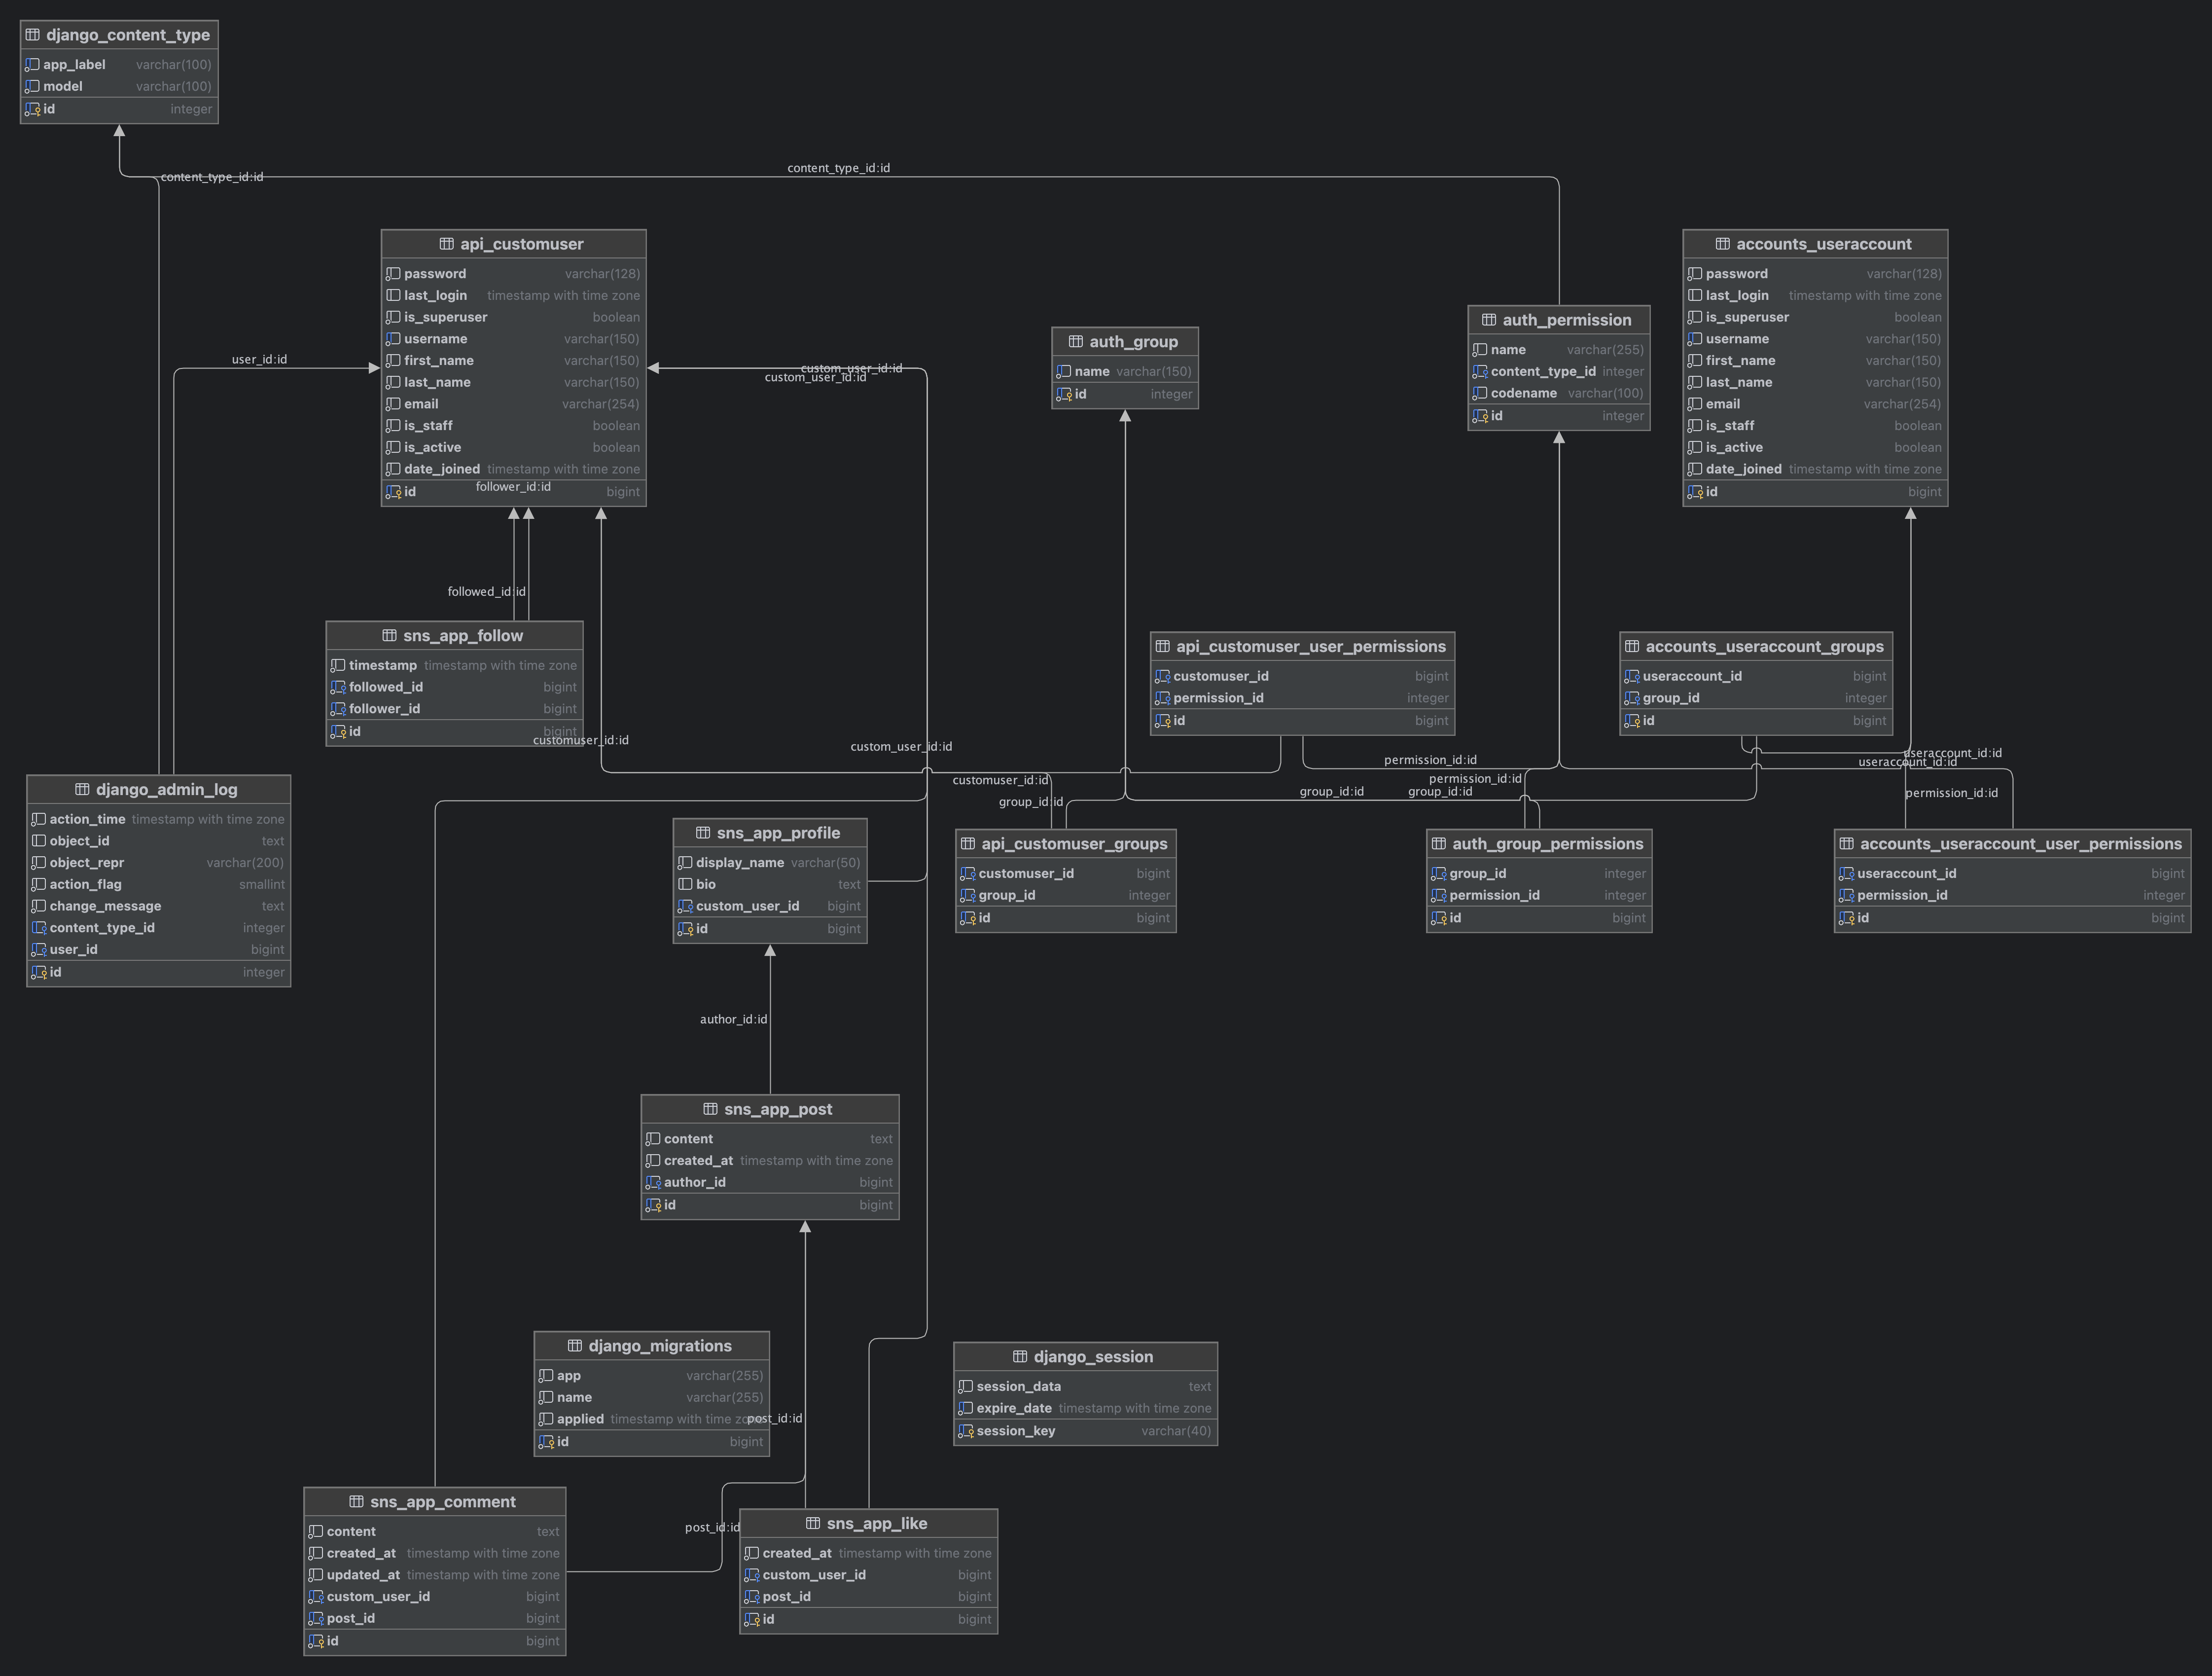 django_content_type
app_label varchar(100)
model varchar(100)
id integer
content_type_id:id
content_type_id:id
api_customuser
password varchar(128)
last_login timestamp with time zone
is_superuser boolean
username varchar(150)
first_name varchar(150)
last_name varchar(150)
email varchar(254)
is_staff boolean
is_active boolean
date_joined timestamp with time zone
id bigint
follower_id:id
user_id:id
custom_user_id:id
custom_user_id:id
auth_group
name varchar(150)
id integer
auth_permission
name varchar(255)
content_type_id integer
codename varchar(100)
id integer
accounts_useraccount
password varchar(128)
last_login timestamp with time zone
is_superuser boolean
username varchar(150)
first_name varchar(150)
last_name varchar(150)
email varchar(254)
is_staff boolean
is_active boolean
date_joined timestamp with time zone
id bigint
followed_id:id
sns_app_follow
timestamp timestamp with time zone
followed_id bigint
follower_id bigint
id bigint
customuser_id:id
custom_user_id:id
api_customuser_user_permissions
customuser_id bigint
permission_id integer
id bigint
accounts_useraccount_groups
useraccount_id bigint
group_id integer
id bigint
useraccount_id:id
useraccount_id:id
permission_id:id
permission_id:id
permission_id:id
customuser_id:id
group_id:id
group_id:id
group_id:id
django_admin_log
action_time timestamp with time zone
object_id text
object_repr varchar(200)
action_flag smallint
change_message text
content_type_id integer
user_id bigint
id integer
sns_app_profile
display_name varchar(50)
bio text
custom_user_id bigint
id bigint
api_customuser_groups
customuser_id bigint
group_id integer
id bigint
auth_group_permissions
group_id integer
permission_id integer
id bigint
accounts_useraccount_user_permissions
useraccount_id bigint
permission_id integer
id bigint
author_id:id
sns_app_post
content text
created_at timestamp with time zone
author_id bigint
id bigint
django_migrations
app varchar(255)
name varchar(255)
applied timestamp with time zone
id bigint
post_id:id
django_session
session_data text
expire_date timestamp with time zone
session_key varchar(40)
sns_app_comment
content text
created_at timestamp with time zone
updated_at timestamp with time zone
custom_user_id bigint
post_id bigint
id bigint
post_id:id
sns_app_like
created_at timestamp with time zone
custom_user_id bigint
post_id bigint
id bigint